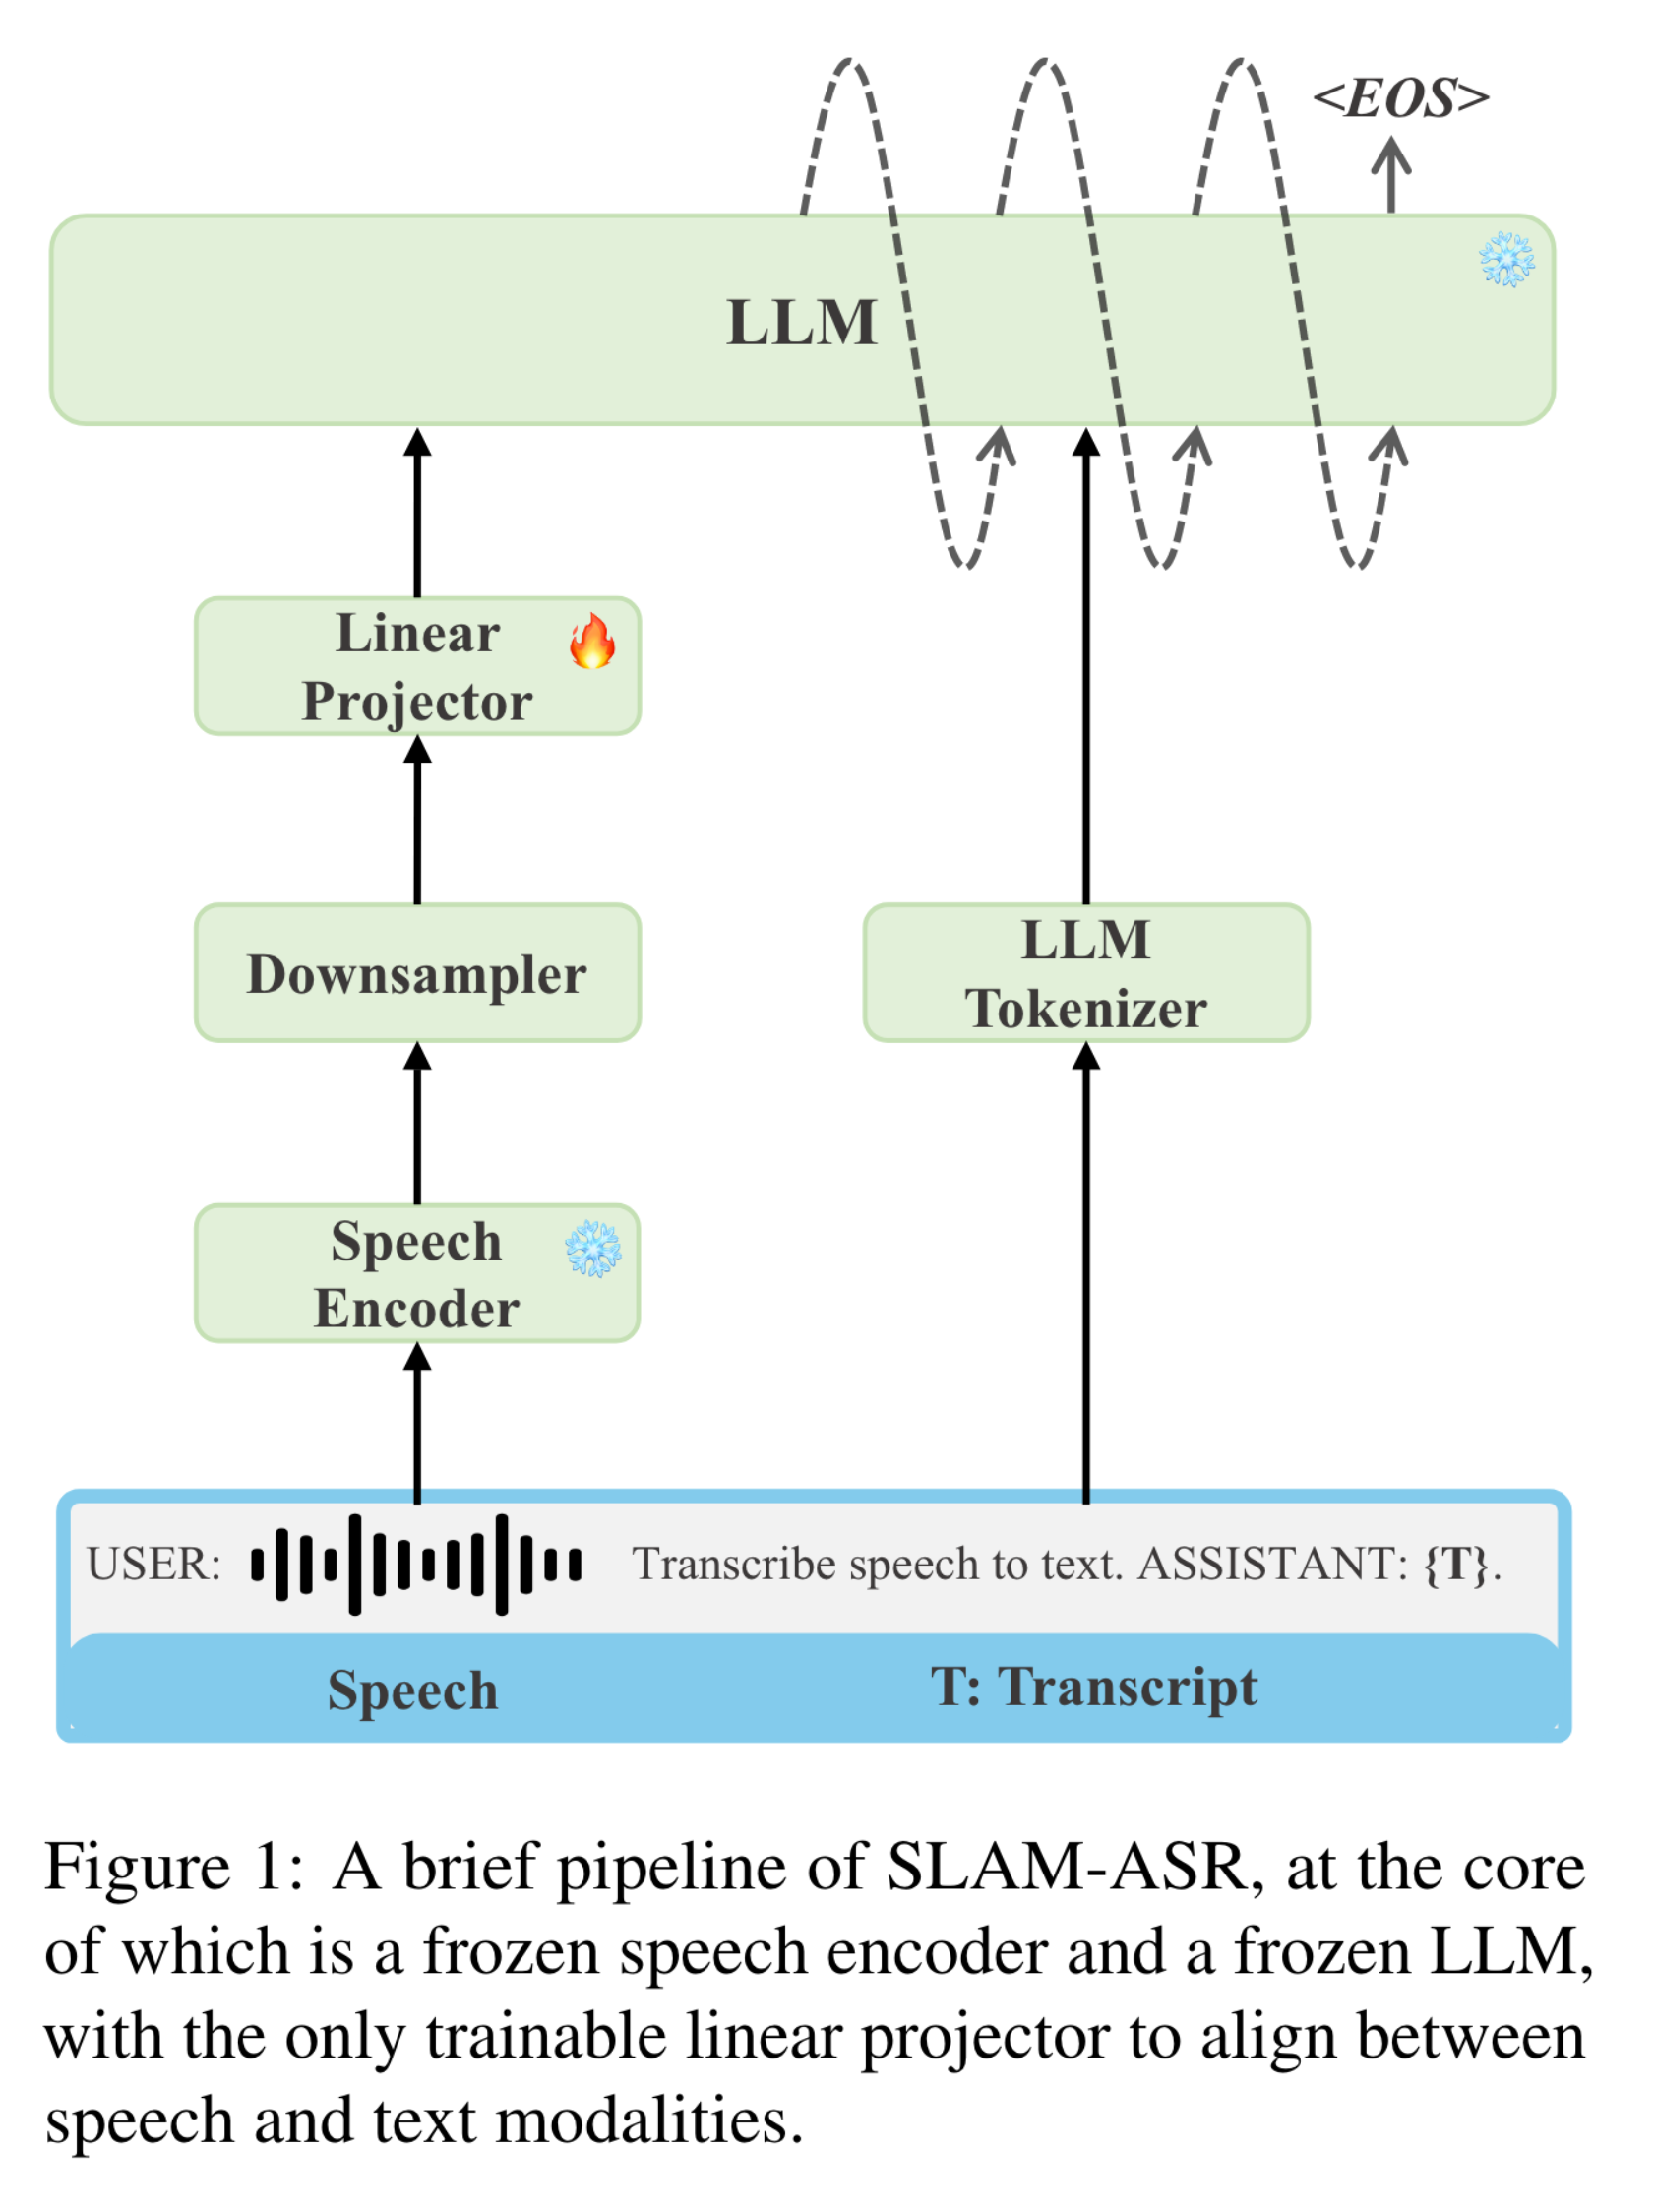 <EOS>
LLM
Linear
Projector
Downsampler
LLM
Tokenizer
Speech
Encoder
USER: Transcribe speech to text. ASSISTANT: {T}.
Speech T: Transcript
Figure 1: A brief pipeline of SLAM-ASR, at the core
of which is a frozen speech encoder and a frozen LLM,
with the only trainable linear projector to align between
speech and text modalities.